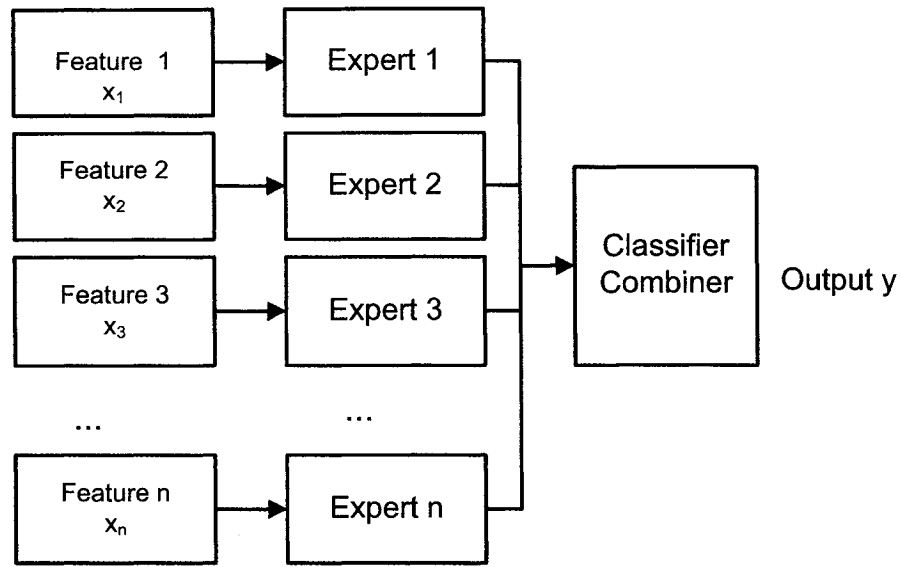 Feature 1
x₁
Expert 1
Feature 2
x₂
Expert 2
Feature 3
x₃
Expert 3
...
...
Feature n
xₙ
Expert n
Classifier
Combiner
Output y